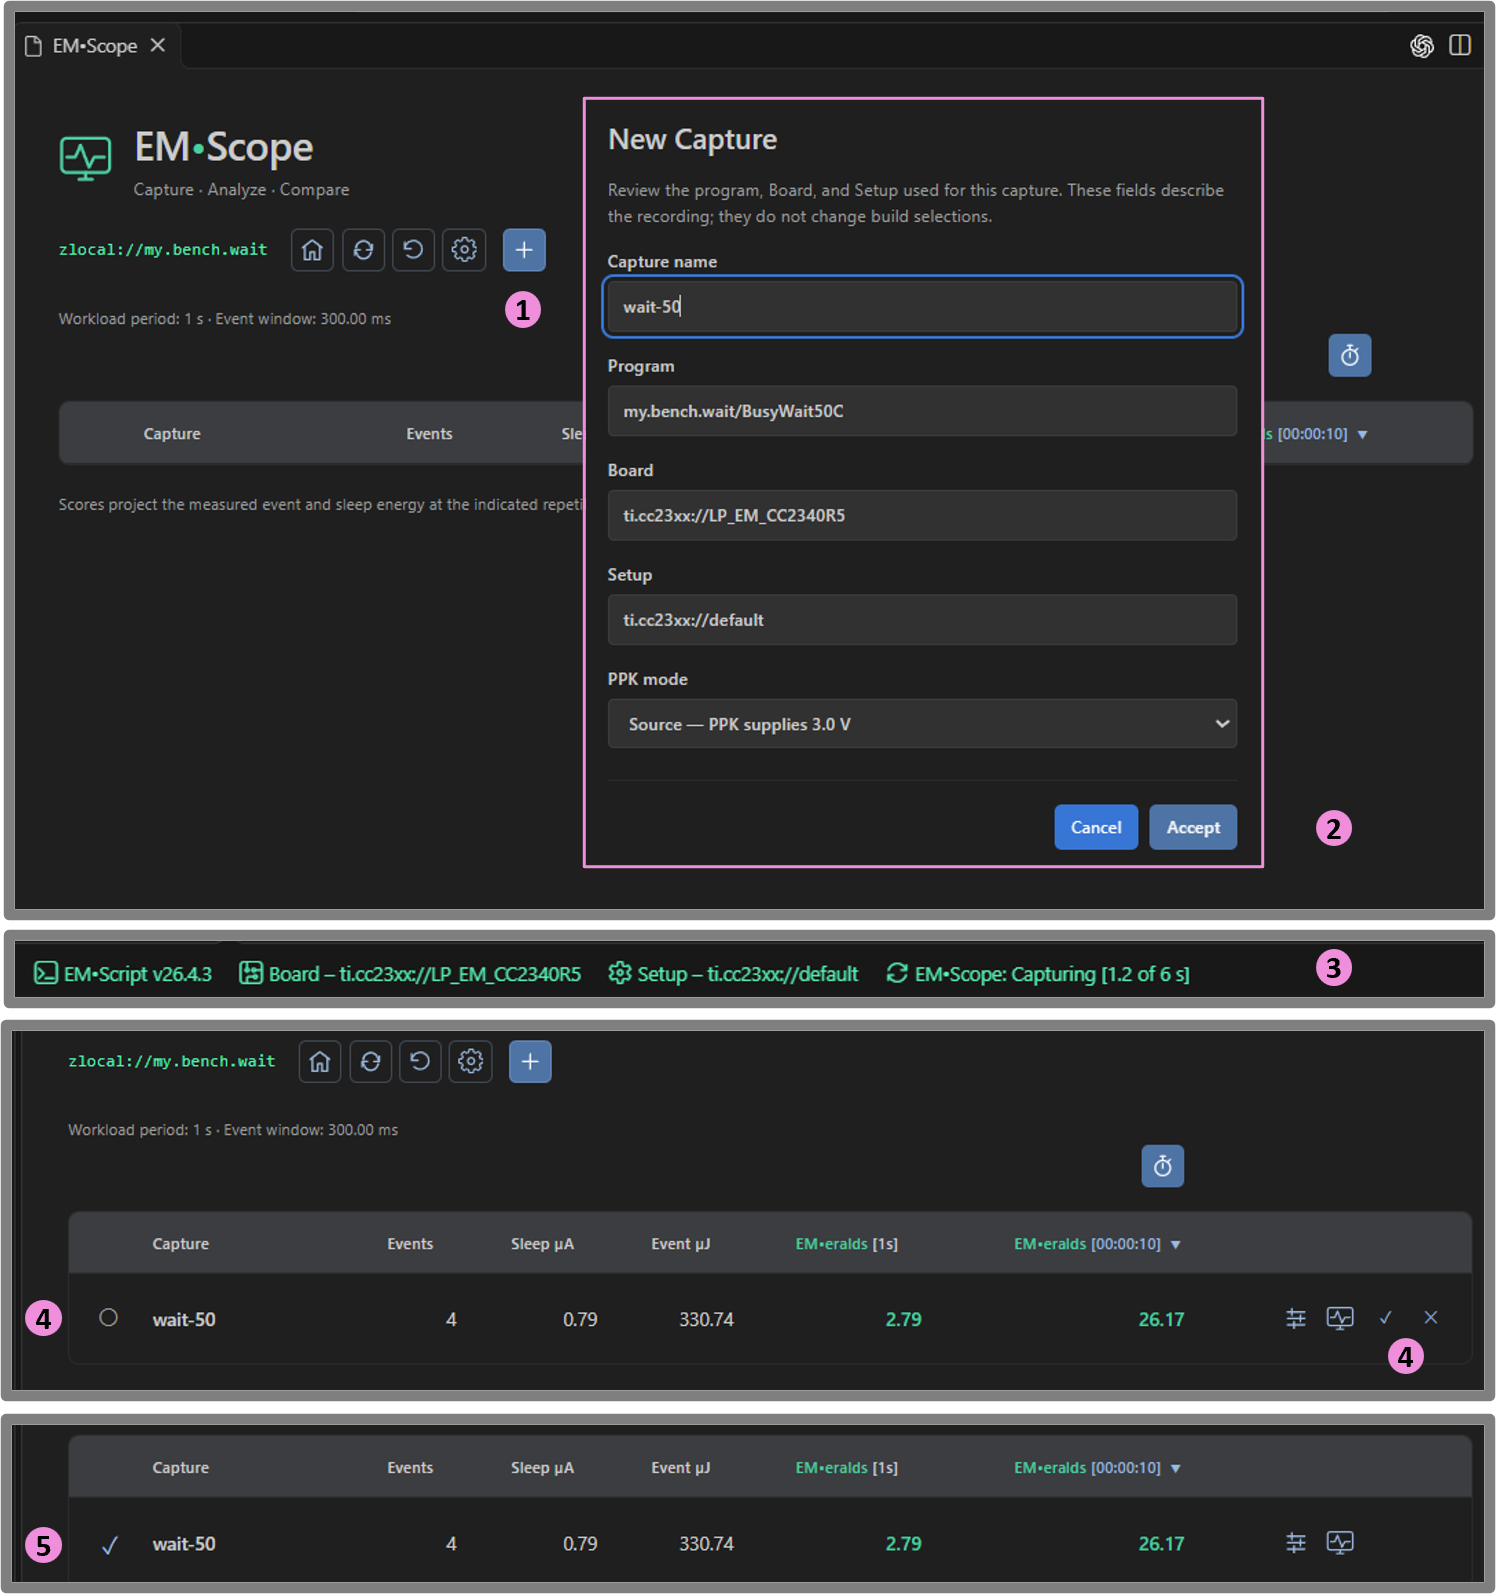 EM•Scope
EM•Scope
Capture · Analyze · Compare
zlocal://my.bench.wait
1
Workload period: 1 s · Event window: 300.00 ms
Capture Events Sle
s [00:00:10] ▼
Scores project the measured event and sleep energy at the indicated repeti
New Capture
Review the program, Board, and Setup used for this capture. These fields describe
the recording; they do not change build selections.
Capture name
wait-50
Program
my.bench.wait/BusyWait50C
Board
ti.cc23xx://LP_EM_CC2340R5
Setup
ti.cc23xx://default
PPK mode
Source — PPK supplies 3.0 V
Cancel Accept
2
EM•Script v26.4.3 Board – ti.cc23xx://LP_EM_CC2340R5 Setup – ti.cc23xx://default EM•Scope: Capturing [1.2 of 6 s]
3
zlocal://my.bench.wait
Workload period: 1 s · Event window: 300.00 ms
Capture Events Sleep µA Event µJ EM•eralds [1s] EM•eralds [00:00:10] ▼
4 wait-50 4 0.79 330.74 2.79 26.17
4
Capture Events Sleep µA Event µJ EM•eralds [1s] EM•eralds [00:00:10] ▼
5 wait-50 4 0.79 330.74 2.79 26.17